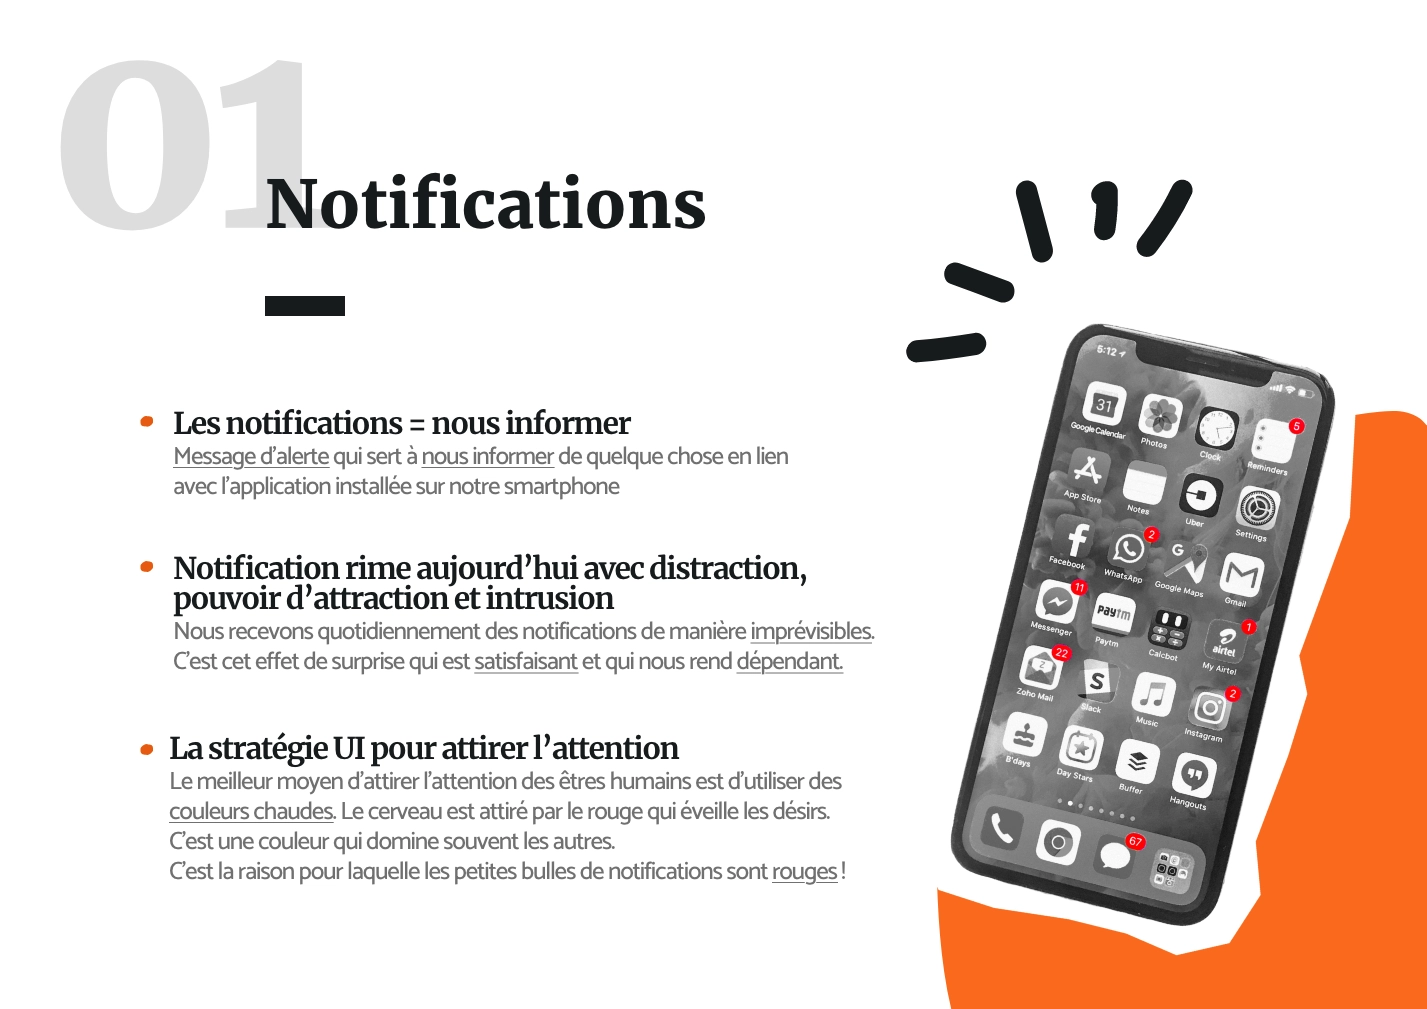 01
Notifications
Les notifications = nous informer
Message d’alerte qui sert à nous informer de quelque chose en lien
avec l’application installée sur notre smartphone
Notification rime aujourd’hui avec distraction,
pouvoir d’attraction et intrusion
Nous recevons quotidiennement des notifications de manière imprévisibles.
C’est cet effet de surprise qui est satisfaisant et qui nous rend dépendant.
La stratégie UI pour attirer l’attention
Le meilleur moyen d’attirer l’attention des êtres humains est d’utiliser des
couleurs chaudes. Le cerveau est attiré par le rouge qui éveille les désirs.
C’est une couleur qui domine souvent les autres.
C’est la raison pour laquelle les petites bulles de notifications sont rouges !
5:12
31
5
Google Calendar Photos Clock Reminders
App Store Notes Uber Settings
2
G
Facebook WhatsApp Google Maps Gmail
11
Paytm
airtel
1
Messenger Paytm Calcbot My Airtel
22
Z
S
2
Zoho Mail Slack Music Instagram
B'days Day Stars Buffer Hangouts
67